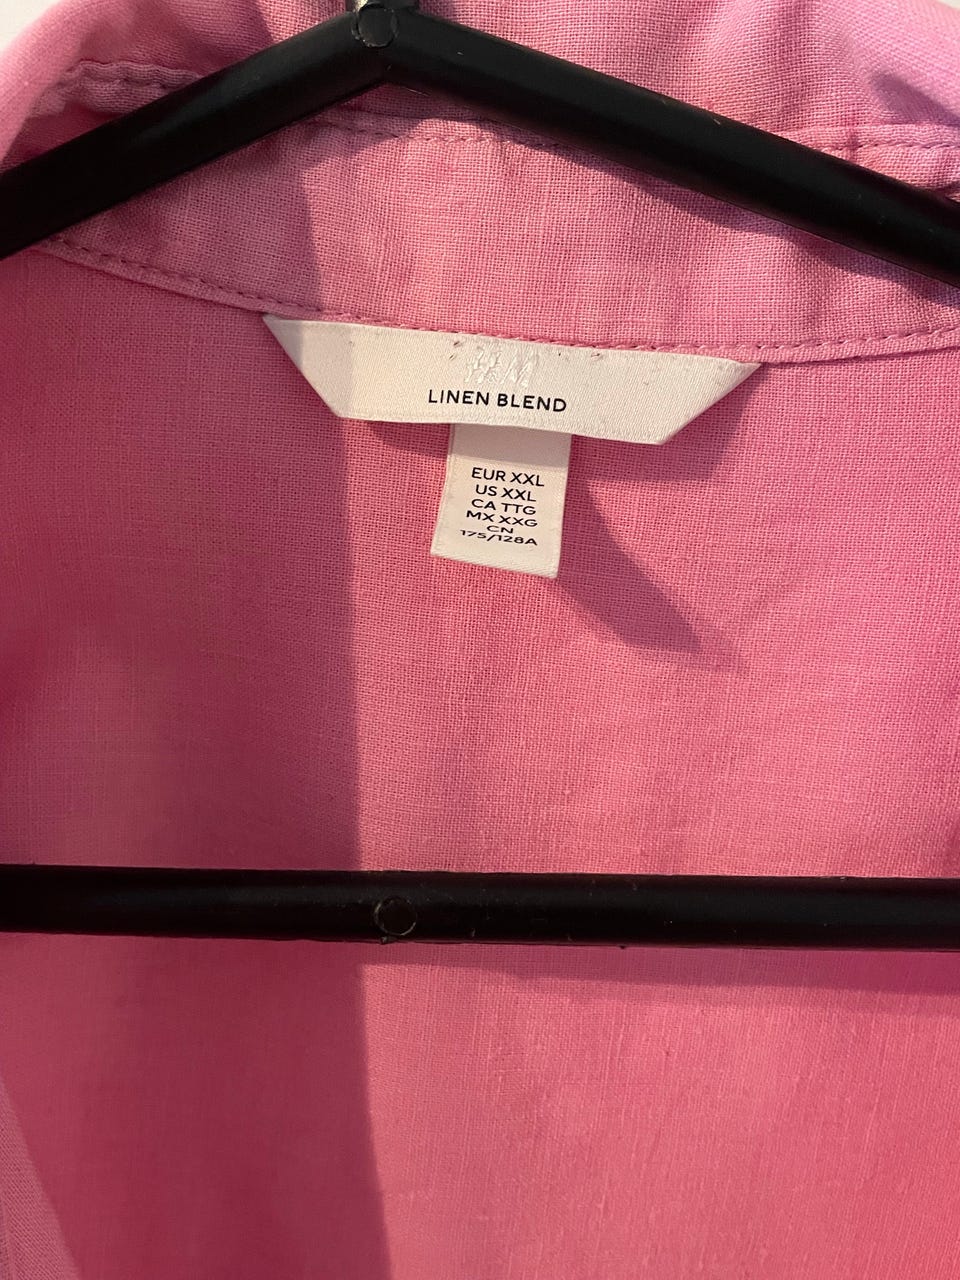 H&M
LINEN BLEND
EUR XXL
US XXL
CA TTG
MX XXG
CN
175/128A